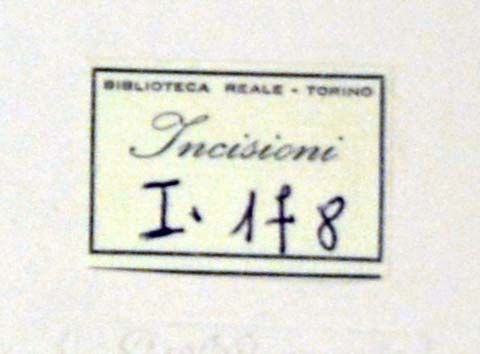 BIBLIOTECA REALE - TORINO
Incisioni
I. 178